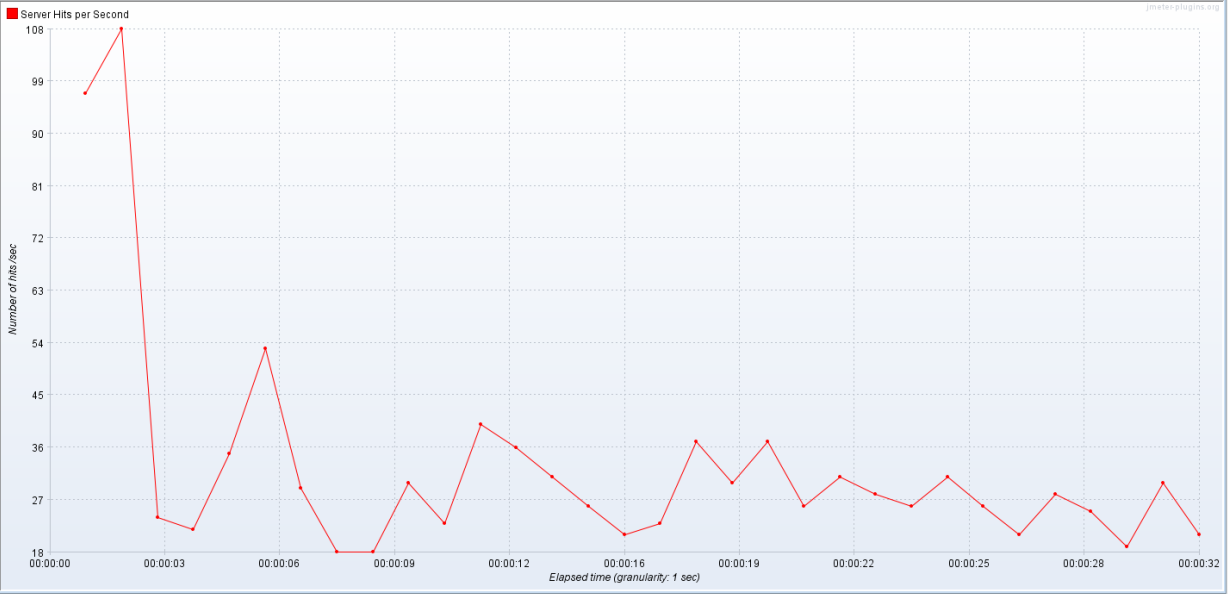 Server Hits per Second
jmeter-plugins.org
108
99
90
81
72
63
54
45
36
27
18
Number of hits /sec
00:00:00 00:00:03 00:00:06 00:00:09 00:00:12 00:00:16 00:00:19 00:00:22 00:00:25 00:00:28 00:00:32
Elapsed time (granularity: 1 sec)